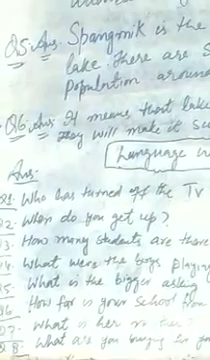 Q5. Ans. Spangmik is the
lake. There are S
Population around
Q6. Ans: It means that lake
they will make it su
Language w
Ans:-
Q1. Who has turned off the TV
Q2. When do you get up?
Q3. How many students are there
Q4. What were the boys playing
Q5. What is the bigger asking
Q6 How far is your school from
Q7. What is her
Q8. What are you buying